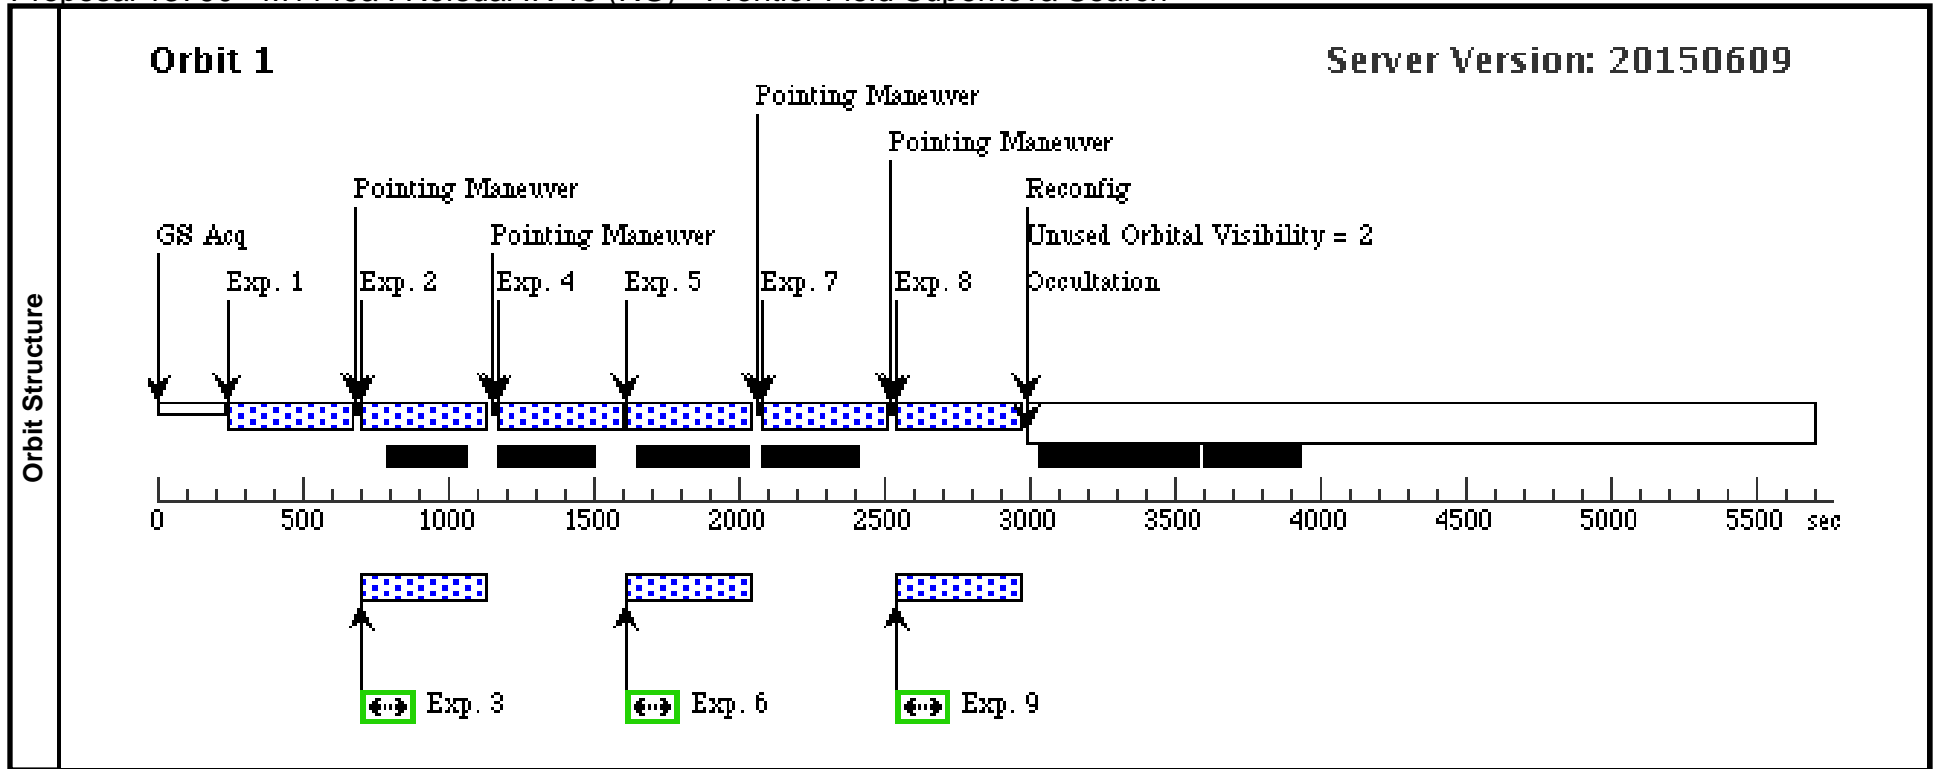 Orbit 1
Server Version: 20150609
Pointing Maneuver
Pointing Maneuver
Pointing Maneuver
Reconfig
GS Acq
Pointing Maneuver
Unused Orbital Visibility = 2
Exp. 1
Exp. 2
Exp. 4
Exp. 5
Exp. 7
Exp. 8
Occultation
Orbit Structure
0 500 1000 1500 2000 2500 3000 3500 4000 4500 5000 5500 sec
Exp. 3
Exp. 6
Exp. 9